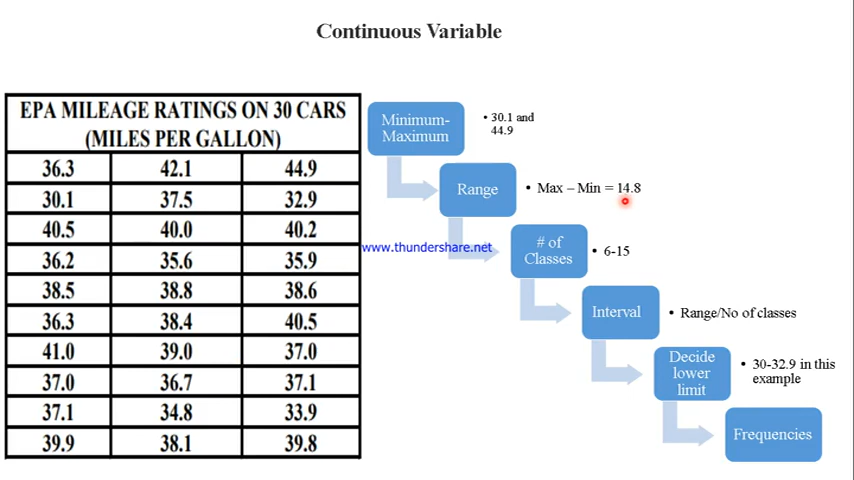 Continuous Variable
EPA MILEAGE RATINGS ON 30 CARS
(MILES PER GALLON)
36.3 42.1 44.9
30.1 37.5 32.9
40.5 40.0 40.2
36.2 35.6 35.9
38.5 38.8 38.6
36.3 38.4 40.5
41.0 39.0 37.0
37.0 36.7 37.1
37.1 34.8 33.9
39.9 38.1 39.8
Minimum-
Maximum
• 30.1 and
44.9
Range
• Max – Min = 14.8
www.thundershare.net
# of
Classes
• 6-15
Interval
• Range/No of classes
Decide
lower
limit
• 30-32.9 in this
example
Frequencies